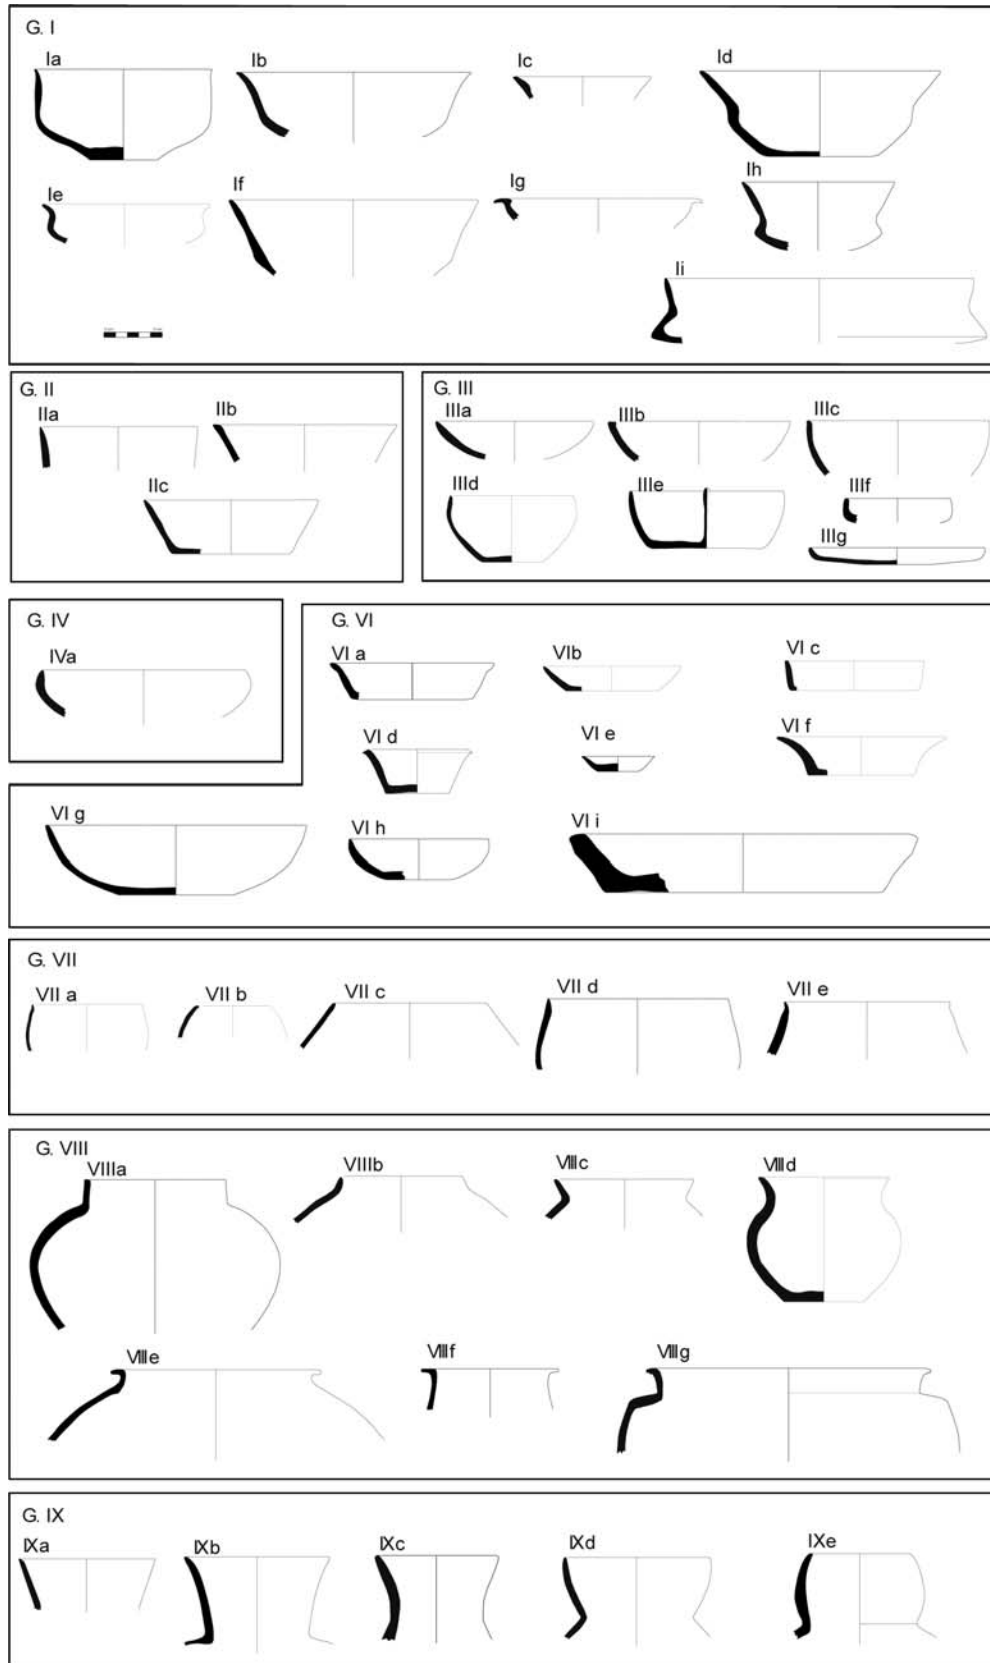 G. I
Ia Ib Ic Id
Ie If Ig Ih
Ii
G. II
IIa IIb
IIc
G. III
IIIa IIIb IIIc
IIId IIIe IIIf
IIIg
G. IV
IVa
G. VI
VI a VIb VI c
VI d VI e VI f
VI g VI h VI i
G. VII
VII a VII b VII c VII d VII e
G. VIII
VIIIa VIIIb VIIIc VIIId
VIIIe VIIIf VIIIg
G. IX
IXa IXb IXc IXd IXe